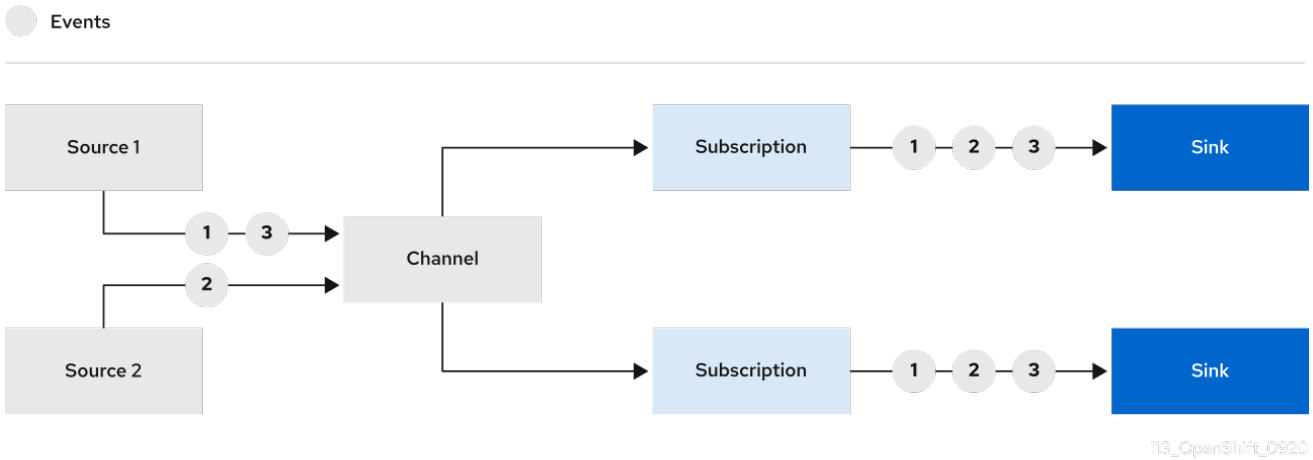 Events
Source 1
Subscription
1 2 3
Sink
1 3
Channel
2
Source 2
Subscription
1 2 3
Sink
113_OpenShift_0920